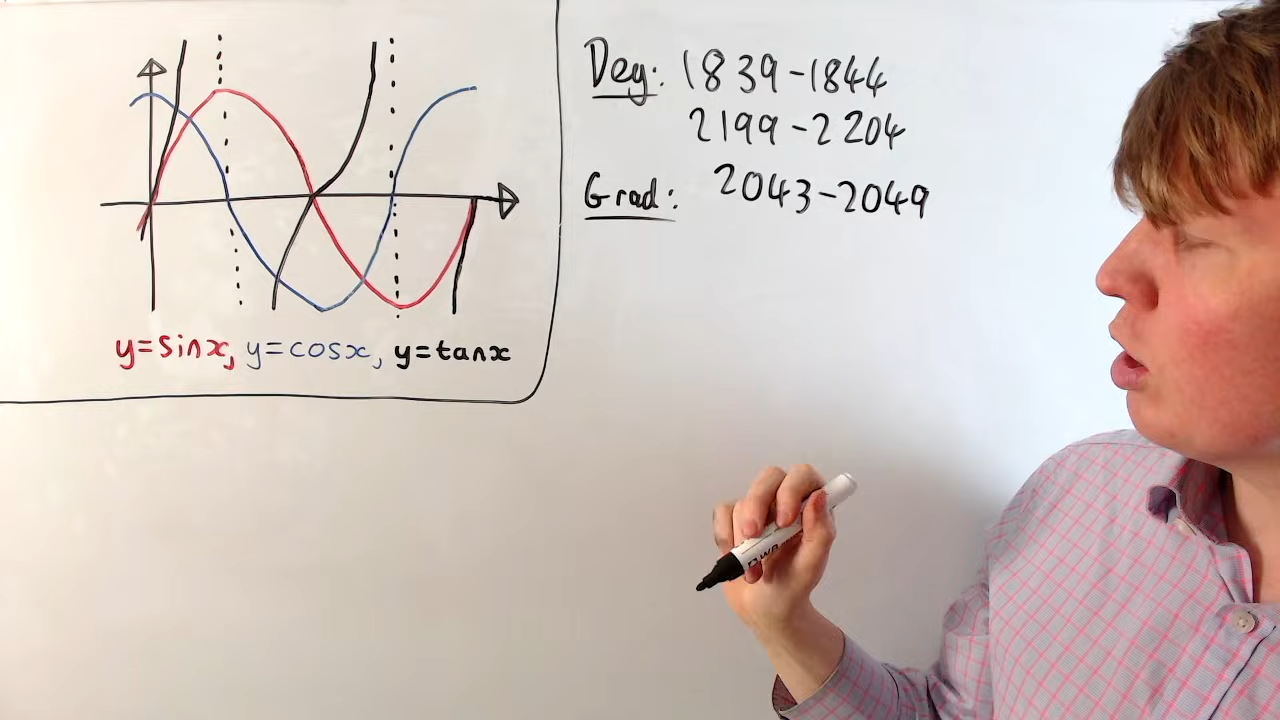 y=sinx, y=cosx, y=tanx
Deg: 1839-1844
2199-2204
Grad: 2043-2049